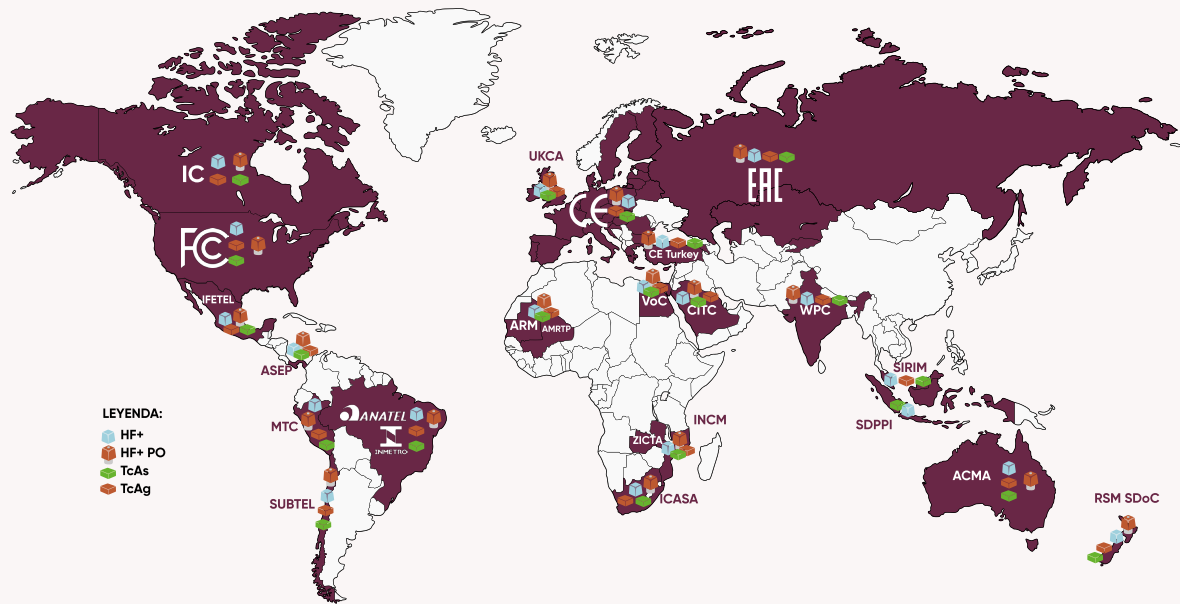 UKCA
IC
EAC
CE
FCC
CE Turkey
IFETEL
VoC
CITC
WPC
ARM
AMRTP
ASEP
SIRIM
LEYENDA:
HF+
HF+ PO
TcAs
TcAg
ANATEL
INMETRO
MTC
INCM
ZICTA
SDPPI
SUBTEL
ICASA
ACMA
RSM SDoC